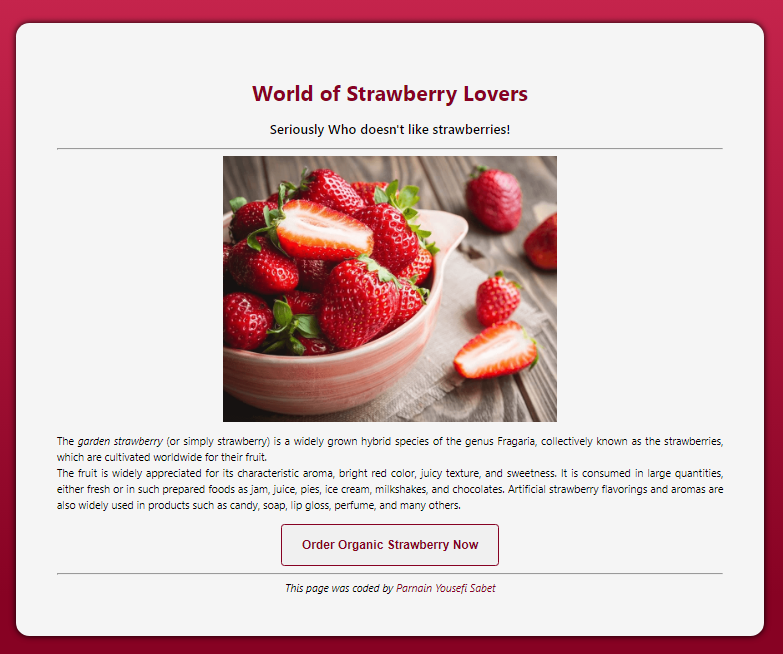 World of Strawberry Lovers
Seriously Who doesn't like strawberries!
The garden strawberry (or simply strawberry) is a widely grown hybrid species of the genus Fragaria, collectively known as the strawberries,
which are cultivated worldwide for their fruit.
The fruit is widely appreciated for its characteristic aroma, bright red color, juicy texture, and sweetness. It is consumed in large quantities,
either fresh or in such prepared foods as jam, juice, pies, ice cream, milkshakes, and chocolates. Artificial strawberry flavorings and aromas are
also widely used in products such as candy, soap, lip gloss, perfume, and many others.
Order Organic Strawberry Now
This page was coded by Parnain Yousefi Sabet